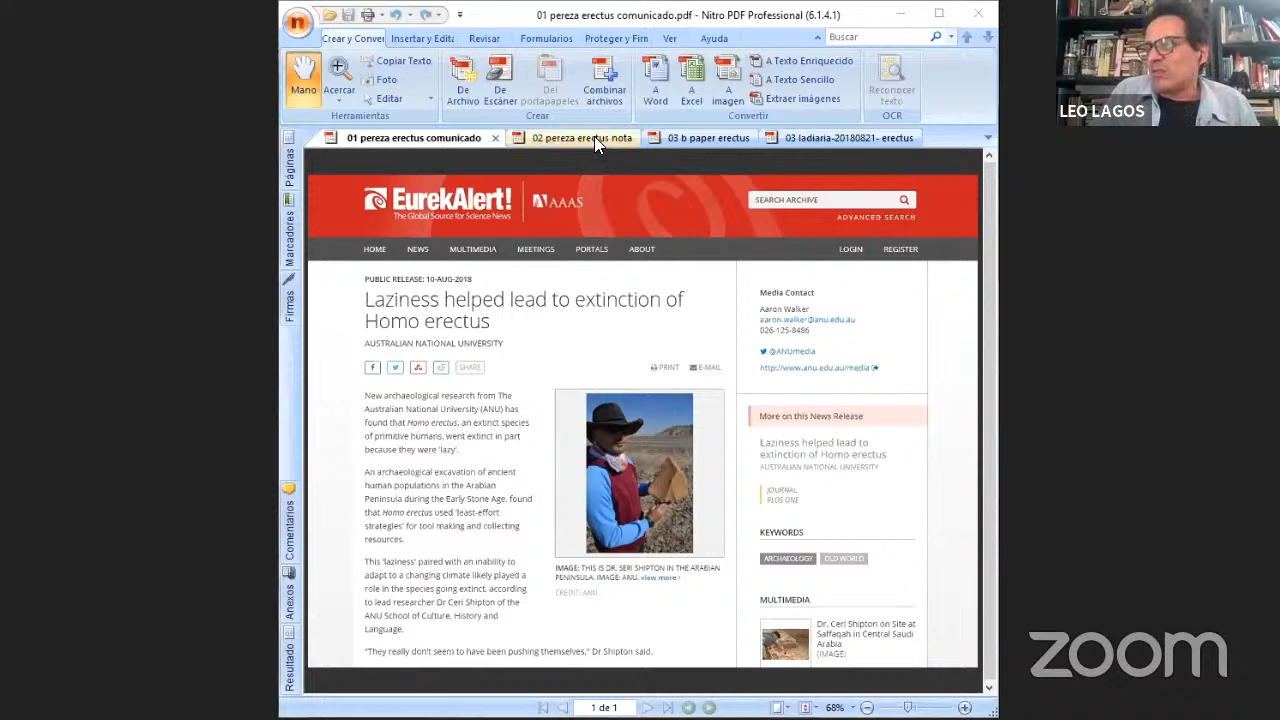 01 pereza erectus comunicado.pdf - Nitro PDF Professional (6.1.4.1)
Crear y Conver Insertar y Edita Revisar Formularios Proteger y Firm Ver Ayuda Buscar
Mano
Acercar
Copiar Texto
Foto
Editar
Herramientas
De Archivo
De Escáner
Del portapapeles
Combinar archivos
Crear
A Word
A Excel
A imagen
A Texto Enriquecido
A Texto Sencillo
Extraer imágenes
Convertir
Reconocer texto
OCR
01 pereza erectus comunicado 02 pereza erectus nota 03 b paper erectus 03 ladiaria-20180821- erectus
Páginas
Marcadores
Firmas
Comentarios
Anexos
Resultado
EurekAlert! AAAS
The Global Source for Science News
SEARCH ARCHIVE
ADVANCED SEARCH
HOME NEWS MULTIMEDIA MEETINGS PORTALS ABOUT LOGIN REGISTER
PUBLIC RELEASE: 10-AUG-2018
Laziness helped lead to extinction of
Homo erectus
AUSTRALIAN NATIONAL UNIVERSITY
SHARE
PRINT E-MAIL
New archaeological research from The
Australian National University (ANU) has
found that Homo erectus, an extinct species
of primitive humans, went extinct in part
because they were 'lazy'.
An archaeological excavation of ancient
human populations in the Arabian
Peninsula during the Early Stone Age, found
that Homo erectus used 'least-effort
strategies' for tool making and collecting
resources.
This 'laziness' paired with an inability to
adapt to a changing climate likely played a
role in the species going extinct, according
to lead researcher Dr Ceri Shipton of the
ANU School of Culture, History and
Language.
"They really don't seem to have been pushing themselves," Dr Shipton said.
IMAGE: THIS IS DR. SERI SHIPTON IN THE ARABIAN
PENINSULA. IMAGE: ANU. view more ›
CREDIT: ANU.
Media Contact
Aaron Walker
aaron.walker@anu.edu.au
026-125-8486
@ANUmedia
http://www.anu.edu.au/media
More on this News Release
Laziness helped lead to
extinction of Homo erectus
AUSTRALIAN NATIONAL UNIVERSITY
JOURNAL
PLOS ONE
KEYWORDS
ARCHAEOLOGY OLD WORLD
MULTIMEDIA
Dr. Ceri Shipton on Site at
Saffaqah in Central Saudi
Arabia
(IMAGE)
1 de 1
68%
LEO LAGOS
zoom